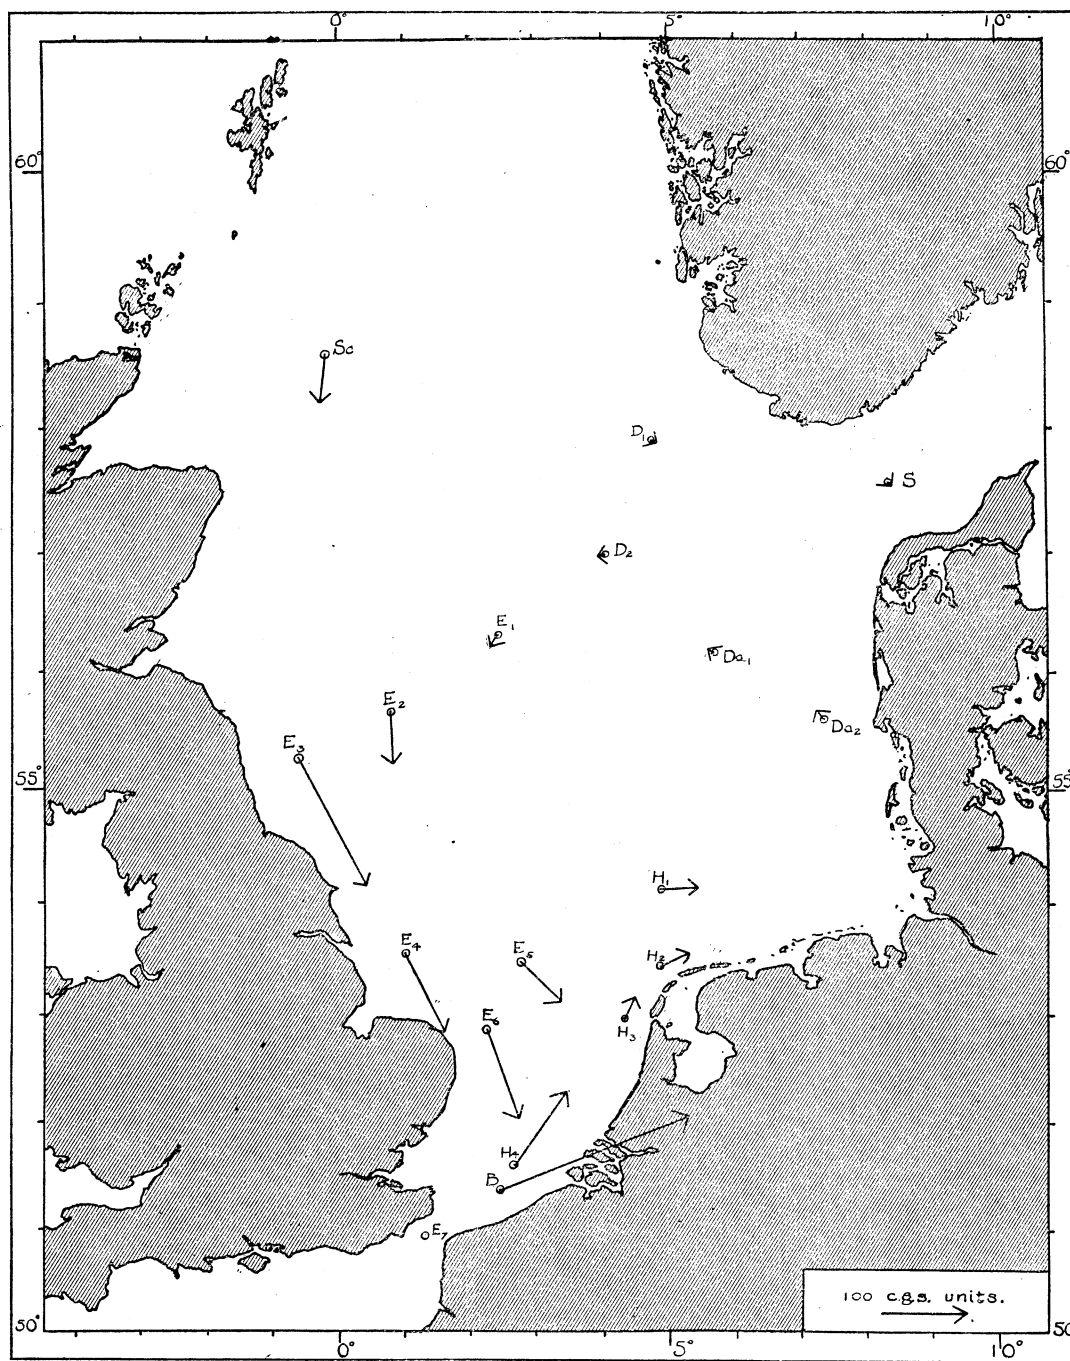 0° 5° 10°
60° 60°
Sc
D₁
S
D₂
E₁
Da₁
E₂
Da₂
E₃
55° 55
H₁
E₄
E₅
H₂
E₆
H₃
H₄
B
E₇
100 c.g.s. units.
50° 50
0° 5° 10°